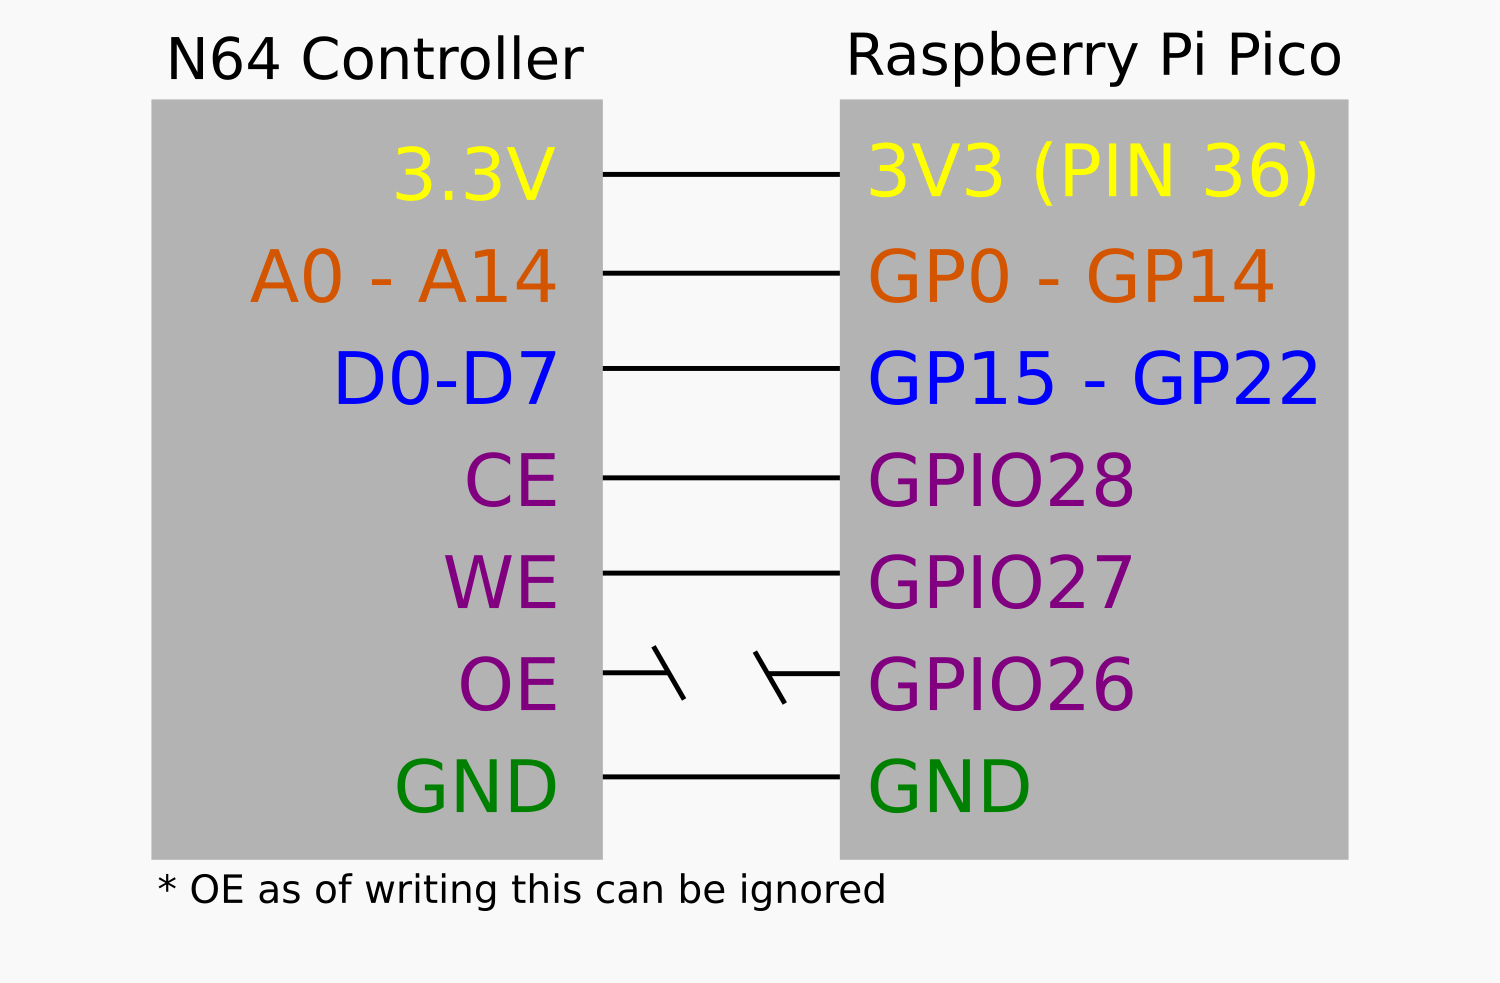 N64 Controller
Raspberry Pi Pico
3.3V
3V3 (PIN 36)
A0 - A14
GP0 - GP14
D0-D7
GP15 - GP22
CE
GPIO28
WE
GPIO27
OE
GPIO26
GND
GND
* OE as of writing this can be ignored